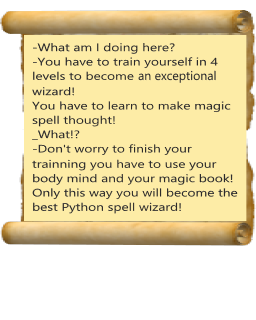 -What am I doing here?
-You have to train yourself in 4
levels to become an exceptional
wizard!
You have to learn to make magic
spell thought!
_What!?
-Don't worry to finish your
trainning you have to use your
body mind and your magic book!
Only this way you will become the
best Python spell wizard!